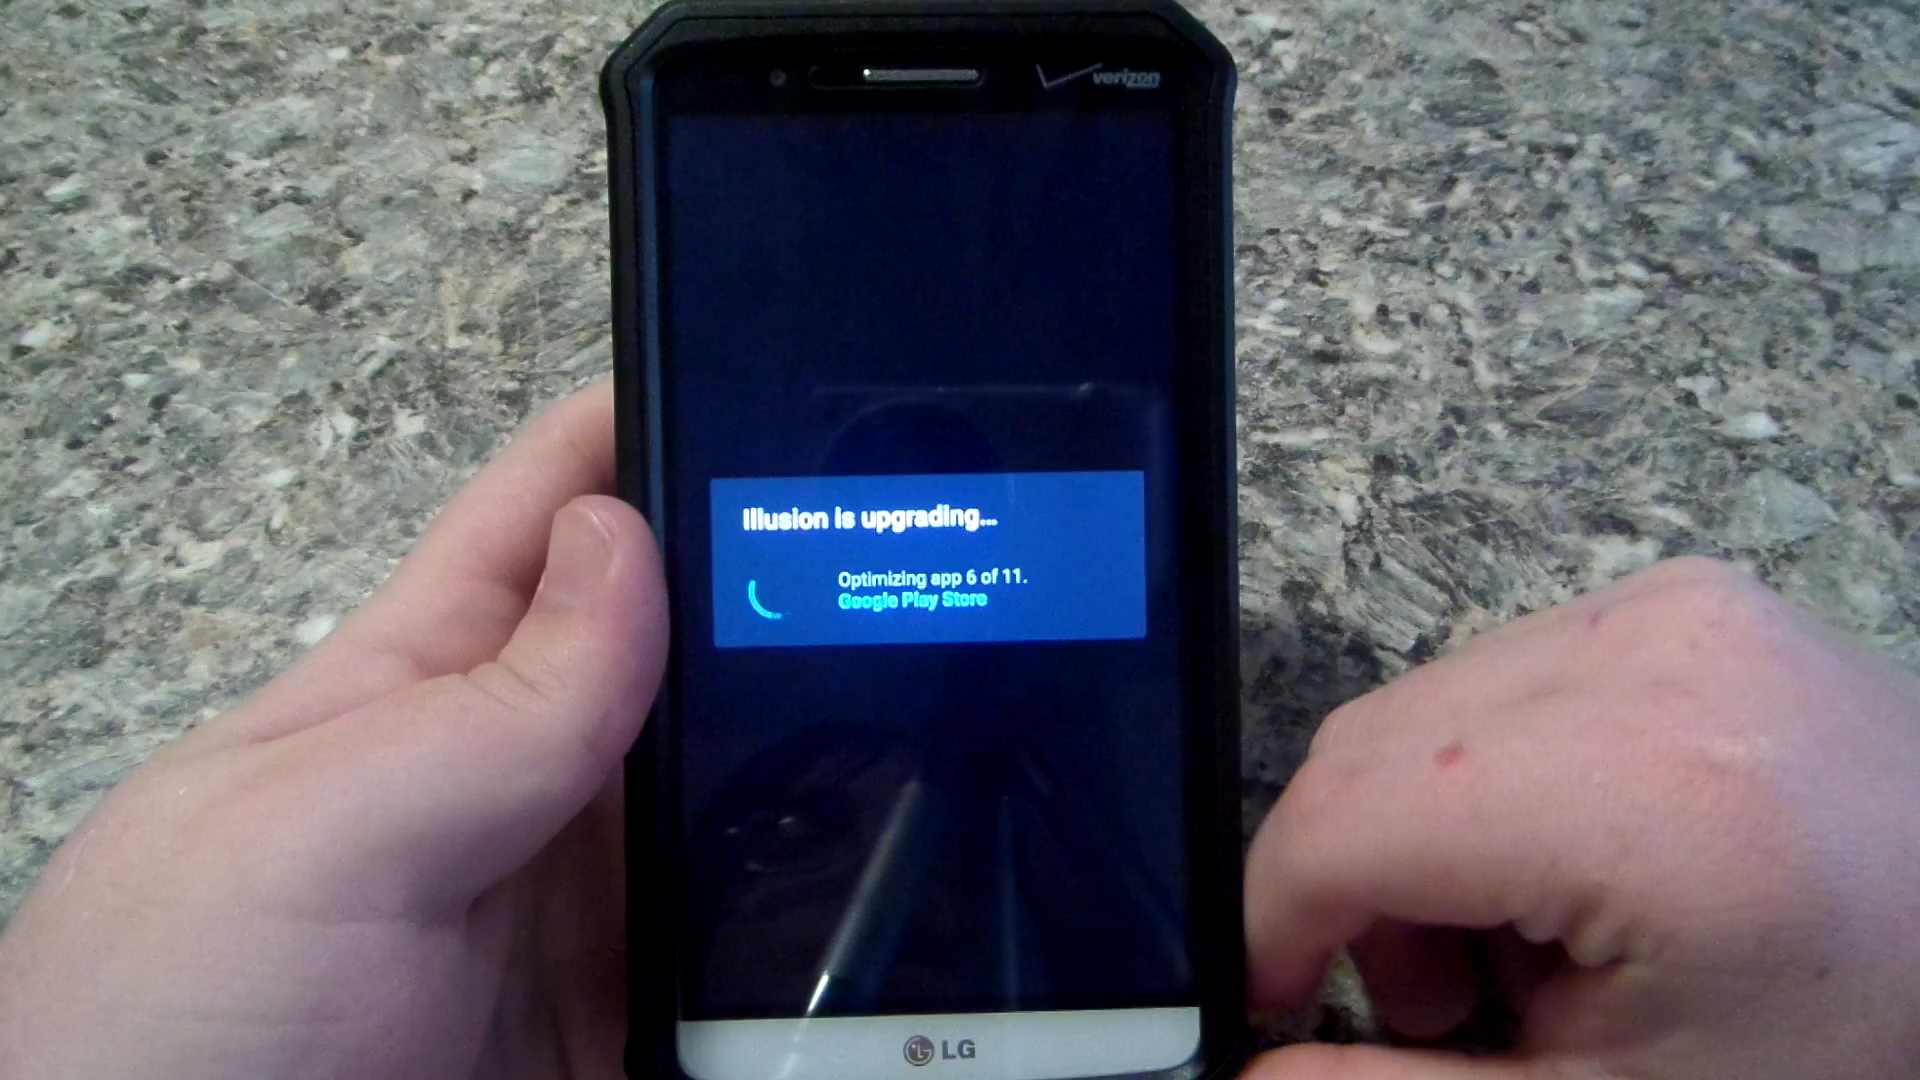 verizon
Illusion is upgrading...
Optimizing app 6 of 11.
Google Play Store
LG